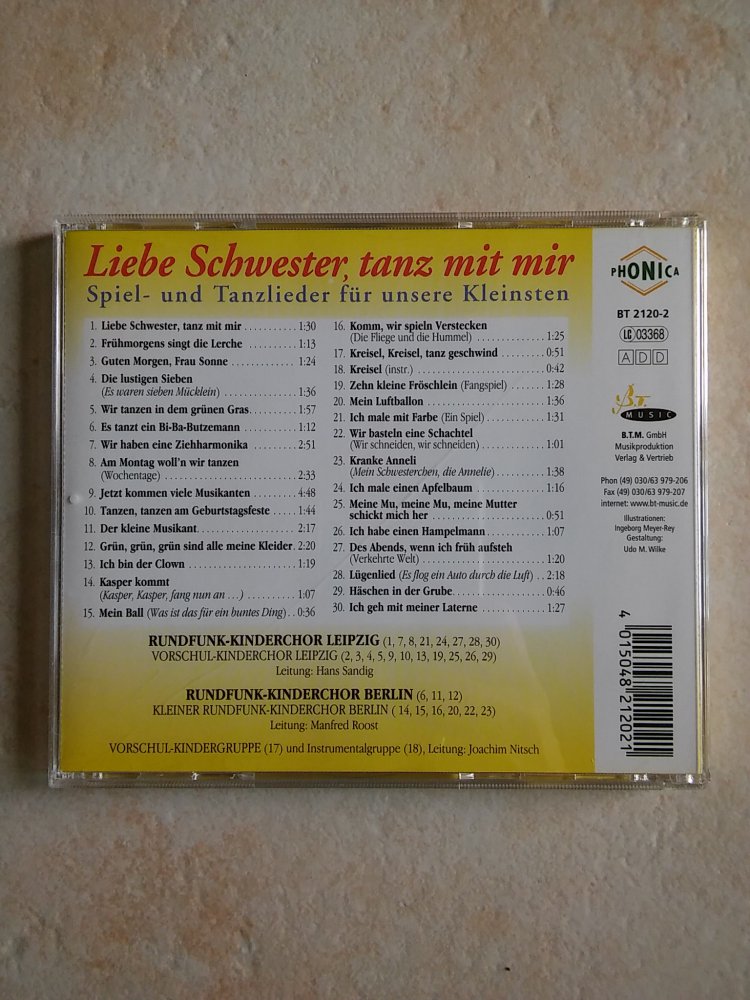 Liebe Schwester, tanz mit mir
Spiel- und Tanzlieder für unsere Kleinsten
1. Liebe Schwester, tanz mit mir . . . . . . . . . . . 1:30
2. Frühmorgens singt die Lerche . . . . . . . . . . . 1:13
3. Guten Morgen, Frau Sonne . . . . . . . . . . . . . 1:24
4. Die lustigen Sieben
(Es waren sieben Mücklein) . . . . . . . . . . . . . . 1:36
5. Wir tanzen in dem grünen Gras. . . . . . . . . . 1:57
6. Es tanzt ein Bi-Ba-Butzemann . . . . . . . . . . . 1:12
7. Wir haben eine Ziehharmonika . . . . . . . . . . 2:51
8. Am Montag woll'n wir tanzen
(Wochentage) . . . . . . . . . . . . . . . . . . . . . . . . 2:33
9. Jetzt kommen viele Musikanten . . . . . . . . . . 4:48
10. Tanzen, tanzen am Geburtstagsfeste . . . . . . 1:44
11. Der kleine Musikant. . . . . . . . . . . . . . . . . . . 2:17
12. Grün, grün, grün sind alle meine Kleider . 2:20
13. Ich bin der Clown . . . . . . . . . . . . . . . . . . . . 1:19
14. Kasper kommt
(Kasper, Kasper, fang nun an . . .) . . . . . . . . . 1:07
15. Mein Ball (Was ist das für ein buntes Ding) . . 0:36
16. Komm, wir spieln Verstecken
(Die Fliege und die Hummel) . . . . . . . . . . . . 1:25
17. Kreisel, Kreisel, tanz geschwind . . . . . . . . . 0:51
18. Kreisel (instr.) . . . . . . . . . . . . . . . . . . . . . . . 0:42
19. Zehn kleine Fröschlein (Fangspiel) . . . . . . . 1:28
20. Mein Luftballon . . . . . . . . . . . . . . . . . . . . . 1:36
21. Ich male mit Farbe (Ein Spiel) . . . . . . . . . . . 1:31
22. Wir basteln eine Schachtel
(Wir schneiden, wir schneiden) . . . . . . . . . . . 1:01
23. Kranke Anneli
(Mein Schwesterchen, die Annelie) . . . . . . . . . 1:38
24. Ich male einen Apfelbaum . . . . . . . . . . . . . 1:16
25. Meine Mu, meine Mu, meine Mutter
schickt mich her . . . . . . . . . . . . . . . . . . . . . 0:51
26. Ich habe einen Hampelmann . . . . . . . . . . . 1:07
27. Des Abends, wenn ich früh aufsteh
(Verkehrte Welt) . . . . . . . . . . . . . . . . . . . . . . 1:20
28. Lügenlied (Es flog ein Auto durch die Luft) . . 2:18
29. Häschen in der Grube. . . . . . . . . . . . . . . . . 0:46
30. Ich geh mit meiner Laterne . . . . . . . . . . . . 1:27
RUNDFUNK-KINDERCHOR LEIPZIG (1, 7, 8, 21, 24, 27, 28, 30)
VORSCHUL-KINDERCHOR LEIPZIG (2, 3, 4, 5, 9, 10, 13, 19, 25, 26, 29)
Leitung: Hans Sandig
RUNDFUNK-KINDERCHOR BERLIN (6, 11, 12)
KLEINER RUNDFUNK-KINDERCHOR BERLIN ( 14, 15, 16, 20, 22, 23)
Leitung: Manfred Roost
VORSCHUL-KINDERGRUPPE (17) und Instrumentalgruppe (18), Leitung: Joachim Nitsch
PHONICA
BT 2120-2
LC 03368
A D D
B.T.
MUSIC
B.T.M. GmbH
Musikproduktion
Verlag & Vertrieb
Phon (49) 030/63 979-206
Fax (49) 030/63 979-207
internet: www.bt-music.de
Illustrationen:
Ingeborg Meyer-Rey
Gestaltung:
Udo M. Wilke
4 015048 212021